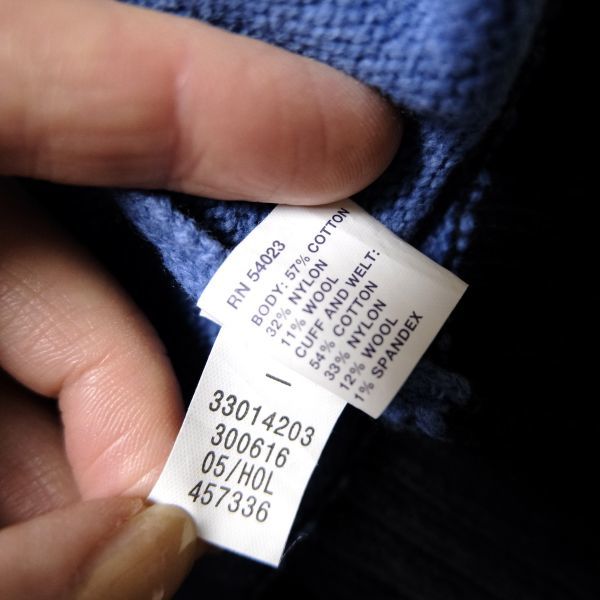 RN 54023
BODY: 57% COTTON
32% NYLON
11% WOOL
CUFF AND WELT:
54% COTTON
33% NYLON
12% WOOL
1% SPANDEX
33014203
300616
05/HOL
457336